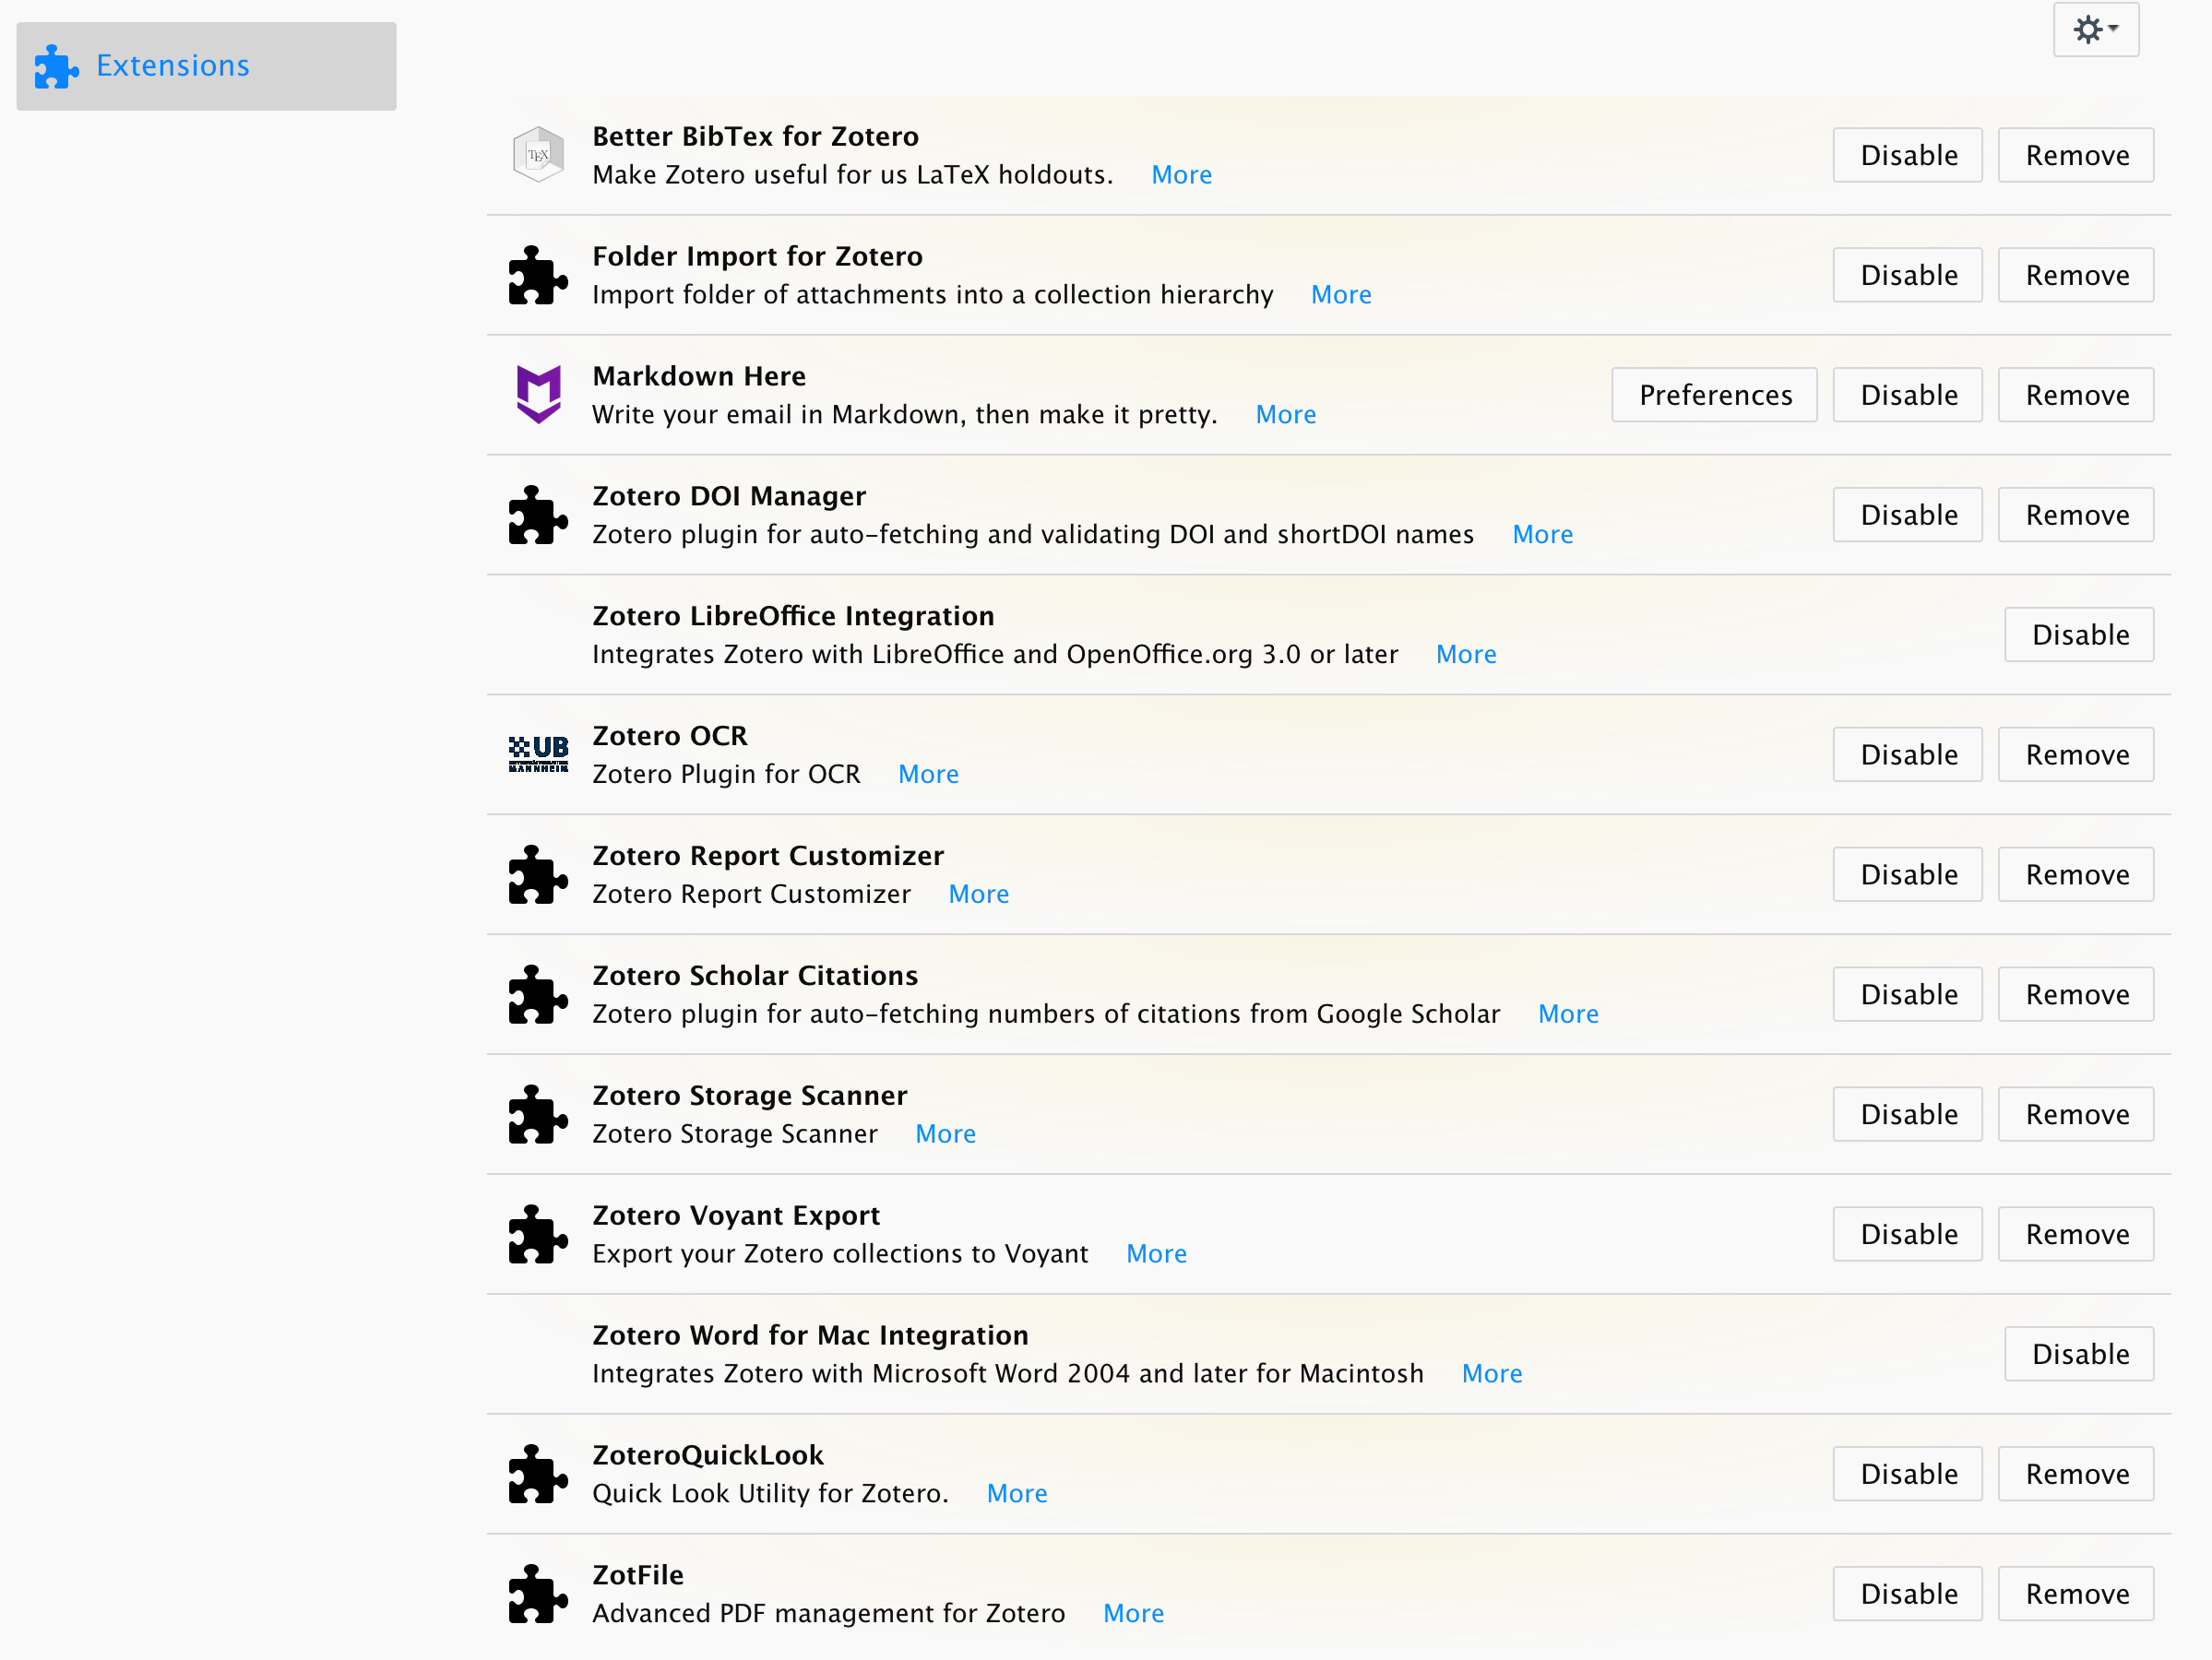 Extensions
Better BibTex for Zotero
Make Zotero useful for us LaTeX holdouts. More
Disable Remove
Folder Import for Zotero
Import folder of attachments into a collection hierarchy More
Disable Remove
Markdown Here
Write your email in Markdown, then make it pretty. More
Preferences Disable Remove
Zotero DOI Manager
Zotero plugin for auto-fetching and validating DOI and shortDOI names More
Disable Remove
Zotero LibreOffice Integration
Integrates Zotero with LibreOffice and OpenOffice.org 3.0 or later More
Disable
UB
MANNHEIM
Zotero OCR
Zotero Plugin for OCR More
Disable Remove
Zotero Report Customizer
Zotero Report Customizer More
Disable Remove
Zotero Scholar Citations
Zotero plugin for auto-fetching numbers of citations from Google Scholar More
Disable Remove
Zotero Storage Scanner
Zotero Storage Scanner More
Disable Remove
Zotero Voyant Export
Export your Zotero collections to Voyant More
Disable Remove
Zotero Word for Mac Integration
Integrates Zotero with Microsoft Word 2004 and later for Macintosh More
Disable
ZoteroQuickLook
Quick Look Utility for Zotero. More
Disable Remove
ZotFile
Advanced PDF management for Zotero More
Disable Remove